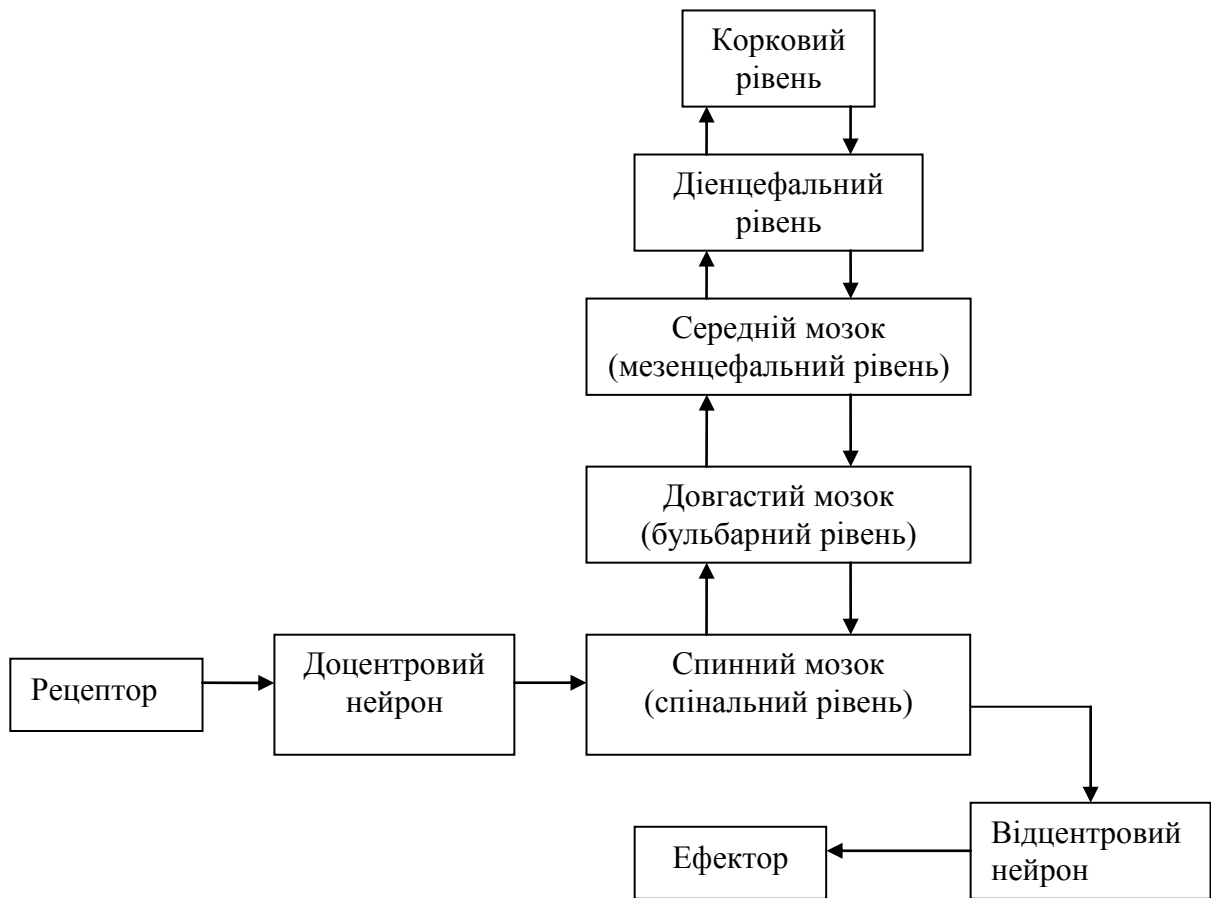 Корковий
рівень
Діенцефальний
рівень
Середній мозок
(мезенцефальний рівень)
Довгастий мозок
(бульбарний рівень)
Рецептор
Доцентровий
нейрон
Спинний мозок
(спінальний рівень)
Ефектор
Відцентровий
нейрон